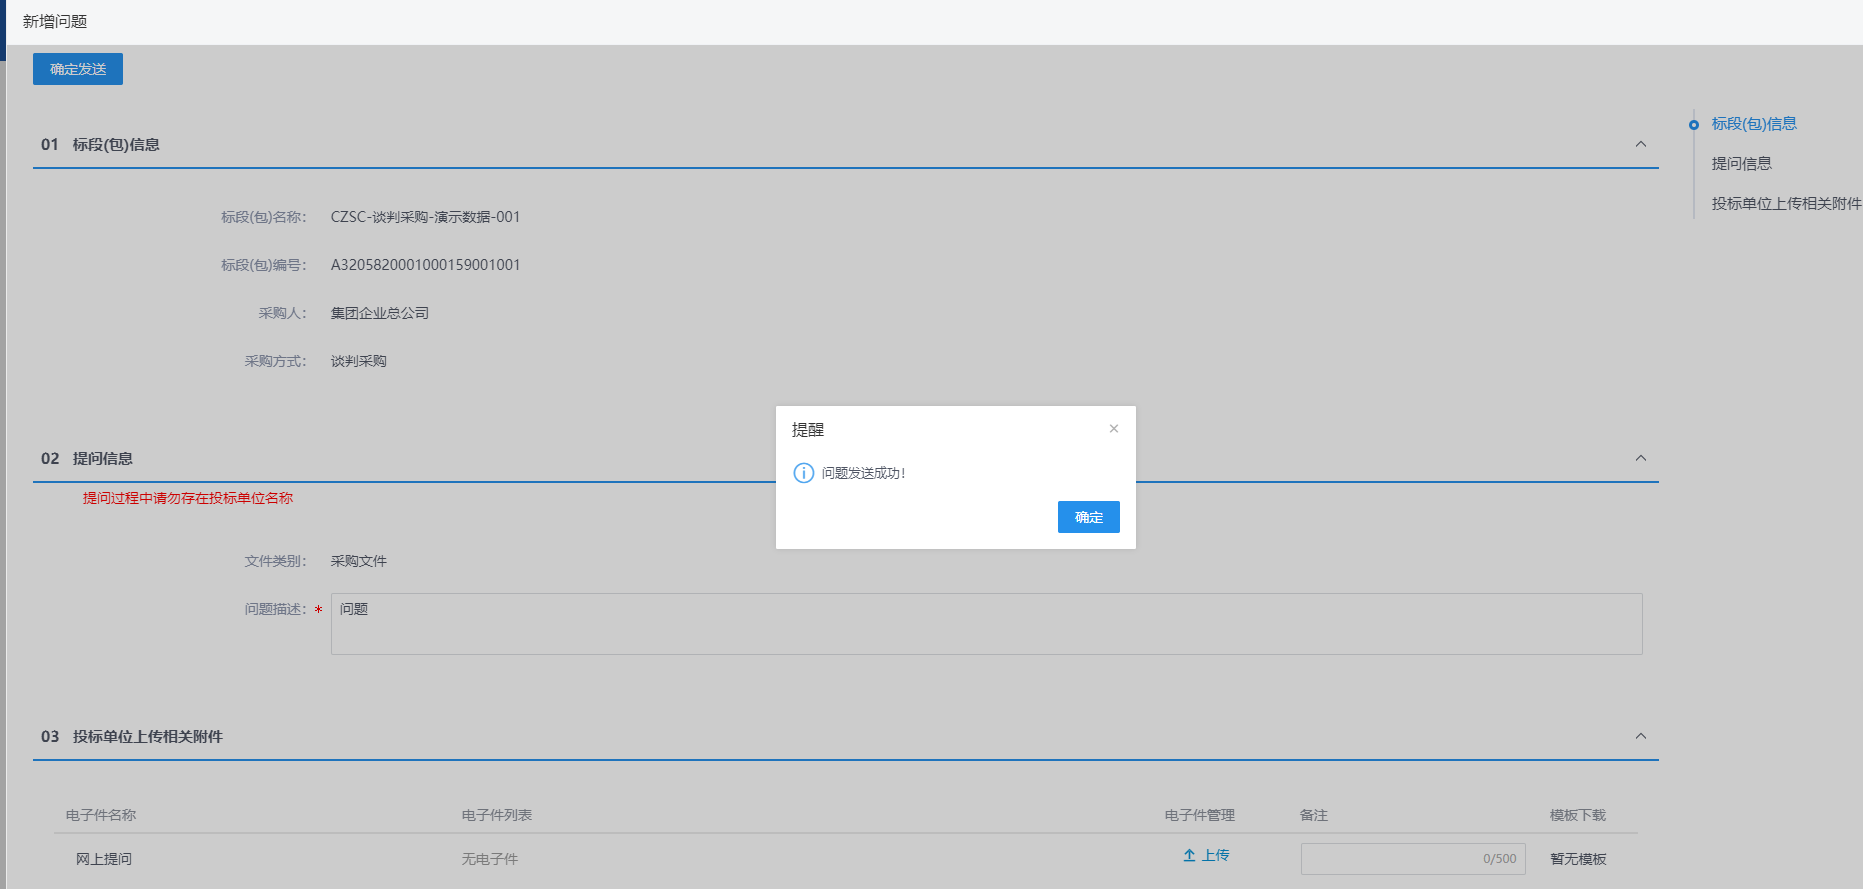 新增问题
确定发送
01 标段(包)信息
标段(包)名称： CZSC-谈判采购-演示数据-001
标段(包)编号： A3205820001000159001001
采购人： 集团企业总公司
采购方式： 谈判采购
02 提问信息
提问过程中请勿存在投标单位名称
文件类别： 采购文件
问题描述：* 问题
03 投标单位上传相关附件
电子件名称 电子件列表 电子件管理 备注 模板下载
网上提问 无电子件 上传 0/500 暂无模板
标段(包)信息
提问信息
投标单位上传相关附件
提醒 ×
问题发送成功!
确定